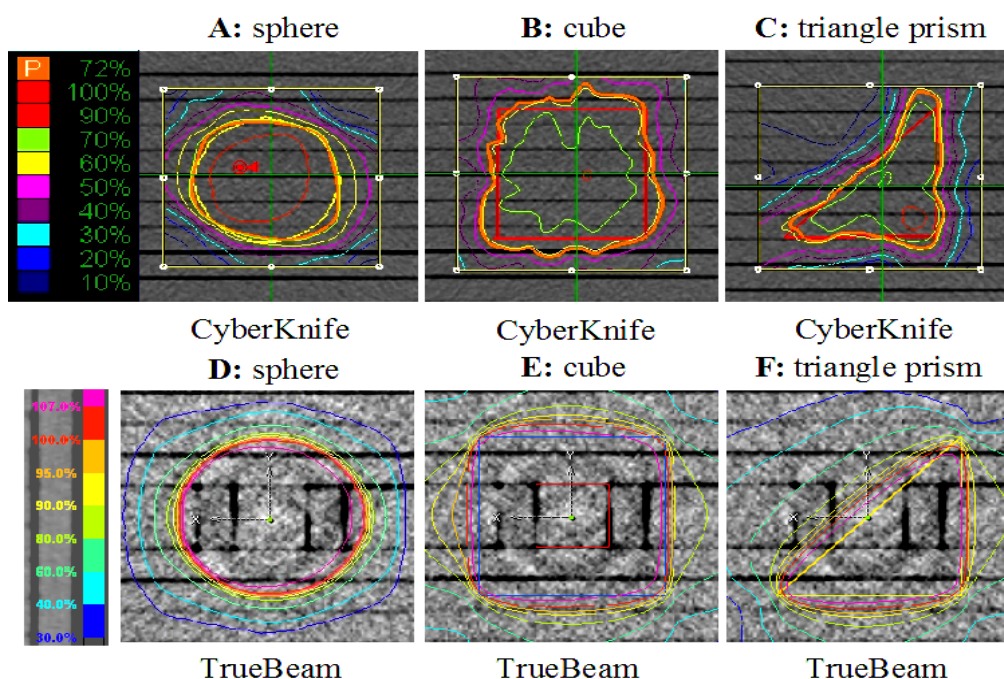 A: sphere
B: cube
C: triangle prism
P 72%
100%
90%
70%
60%
50%
40%
30%
20%
10%
CyberKnife
CyberKnife
CyberKnife
D: sphere
E: cube
F: triangle prism
107.0%
100.0%
95.0%
90.0%
80.0%
60.0%
40.0%
30.0%
Y
X
Y
X
Y
X
TrueBeam
TrueBeam
TrueBeam